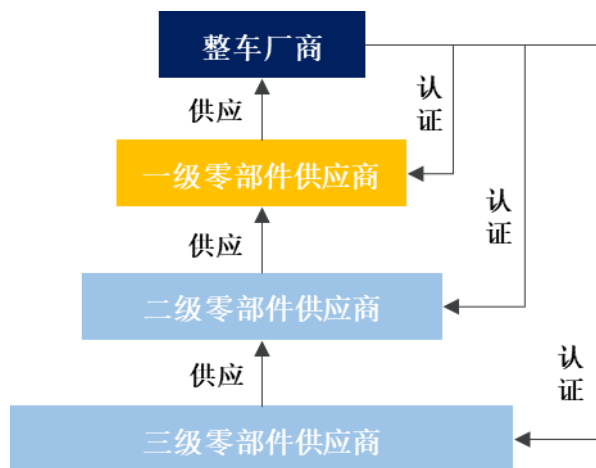 整车厂商
供应
认
证
一级零部件供应商
供应
认
证
二级零部件供应商
供应
认
证
三级零部件供应商